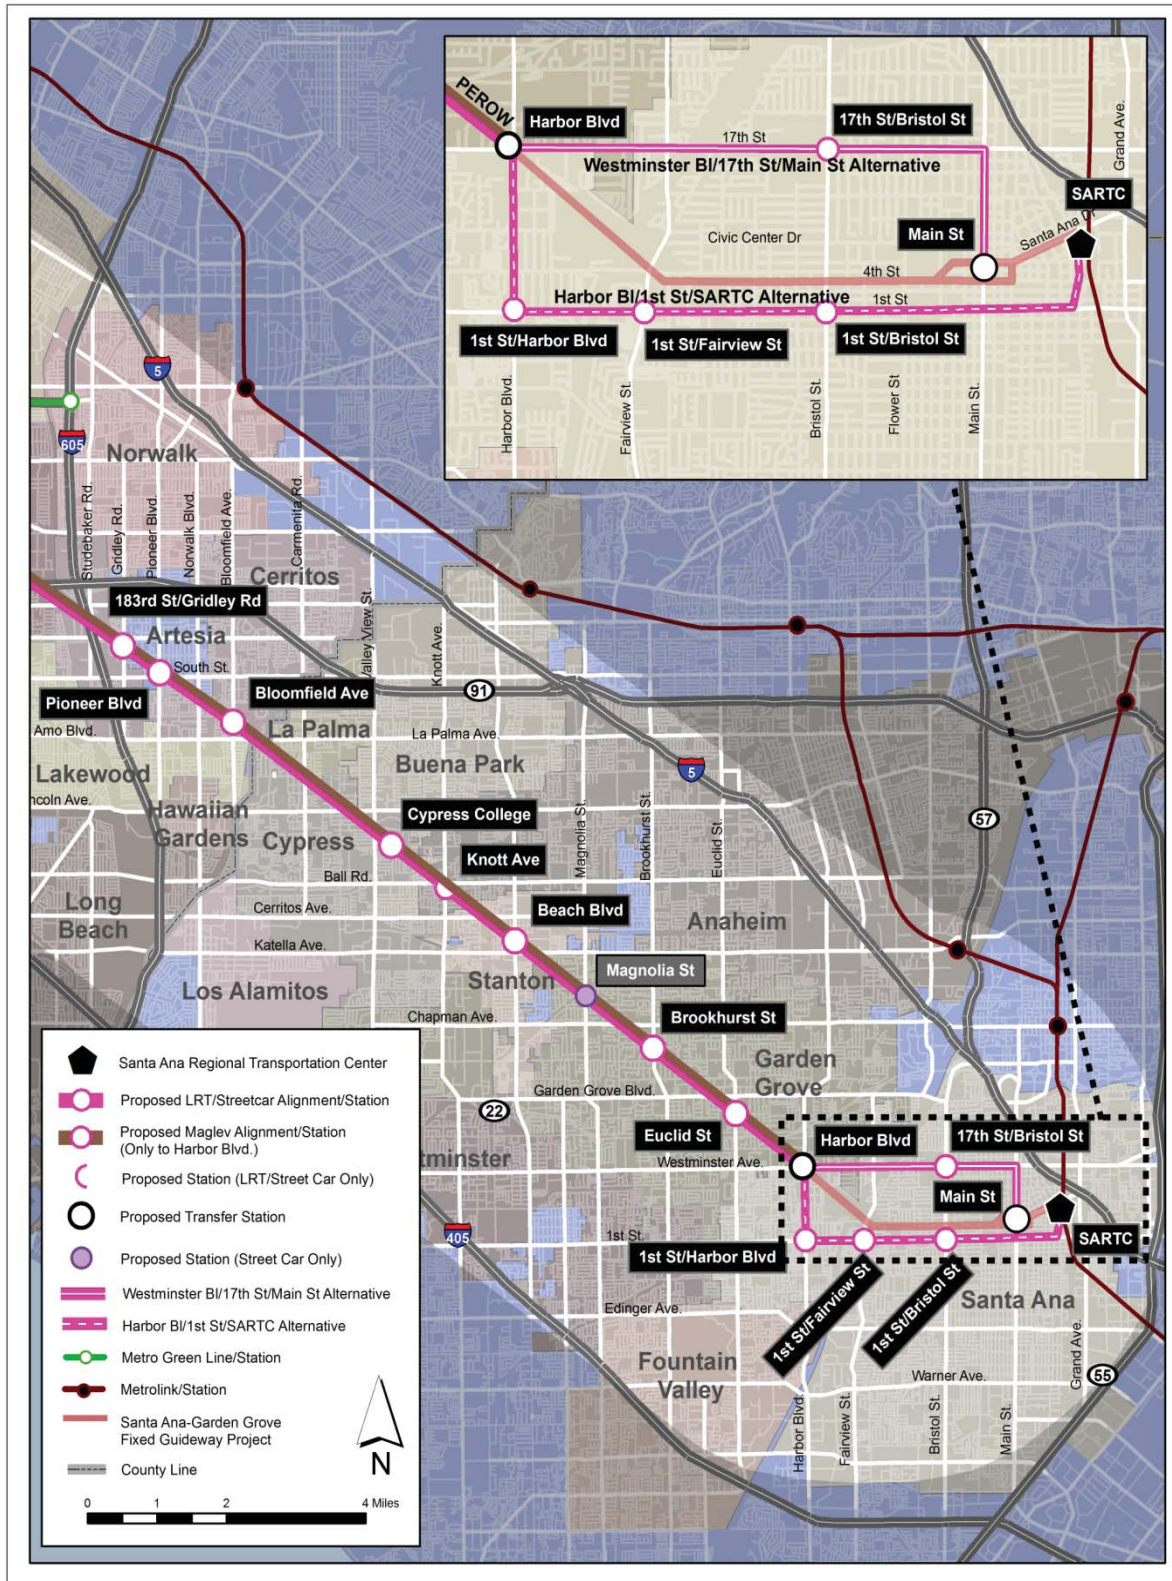 PEROW
Harbor Blvd
17th St/Bristol St
17th St
Westminster Bl/17th St/Main St Alternative
Grand Ave.
SARTC
Civic Center Dr
Main St
Santa Ana Dr
4th St
Harbor Bl/1st St/SARTC Alternative
1st St
1st St/Harbor Blvd
1st St/Fairview St
1st St/Bristol St
Harbor Blvd.
Fairview St.
Bristol St.
Flower St
Main St.
5
605
Norwalk
Studebaker Rd.
Gridley Rd.
Pioneer Blvd.
Norwalk Blvd.
Bloomfield Ave.
Carmenita Rd.
Cerritos
183rd St/Gridley Rd
Artesia
South St.
Valley View St.
Knott Ave.
91
Pioneer Blvd
Bloomfield Ave
Amo Blvd.
La Palma
La Palma Ave.
Lakewood
Buena Park
5
ncoln Ave.
Hawaiian
Gardens
Cypress College
Magnolia St.
Brookhurst St.
Euclid St.
57
Cypress
Knott Ave
Ball Rd.
Long
Beach
Cerritos Ave.
Beach Blvd
Anaheim
Katella Ave.
Stanton
Magnolia St
Los Alamitos
Chapman Ave.
Brookhurst St
Garden
Grove
Garden Grove Blvd.
22
Euclid St
Harbor Blvd
17th St/Bristol St
tminster
Westminster Ave.
Main St
405
1st St.
1st St/Harbor Blvd
SARTC
1st St/Fairview St
1st St/Bristol St
Edinger Ave.
Santa Ana
Fountain
Valley
Warner Ave.
Grand Ave.
55
Harbor Blvd.
Fairview St.
Bristol St.
Main St.
Santa Ana Regional Transportation Center
Proposed LRT/Streetcar Alignment/Station
Proposed Maglev Alignment/Station
(Only to Harbor Blvd.)
Proposed Station (LRT/Street Car Only)
Proposed Transfer Station
Proposed Station (Street Car Only)
Westminster Bl/17th St/Main St Alternative
Harbor Bl/1st St/SARTC Alternative
Metro Green Line/Station
Metrolink/Station
Santa Ana-Garden Grove
Fixed Guideway Project
County Line
N
0 1 2 4 Miles